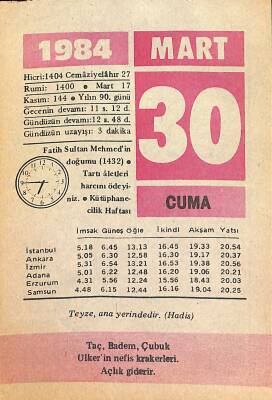 1984 MART
Hicri:1404 Cemâziyelâhır 27
Rumi: 1400 • Mart 17
Kasım: 144 • Yılın 90. günü
Gecenin devamı: 11 s. 12 d.
Gündüzün devamı:12 s. 48 d.
Gündüzün uzayışı: 3 dakika
30
Fatih Sultan Mehmed'in
doğumu (1432) •
Tartı âletleri
harcını ödeyi-
niz. • Kütüphane-
cilik Haftası
CUMA
İmsak Güneş Öğle İkindi Akşam Yatsı
İstanbul 5.18 6.45 13.13 16.45 19.33 20.54
Ankara 5.05 6.30 12.58 16.30 19.17 20.37
İzmir 5.31 6.54 13.21 16.53 19.38 20.56
Adana 5.01 6.22 12.48 16.20 19.06 20.21
Erzurum 4.31 5.56 12.24 15.56 18.43 20.03
Samsun 4.48 6.15 12.44 16.16 19.04 20.25
Teyze, ana yerindedir. (Hadis)
Taç, Badem, Çubuk
Ülker'in nefis krakerleri.
Açlık giderir.